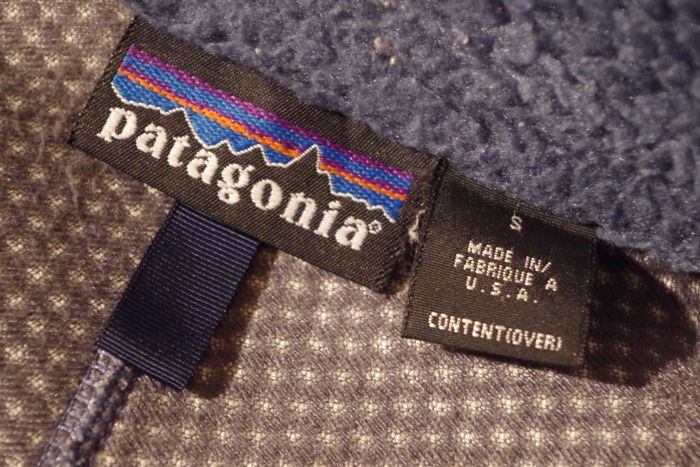 patagonia®
S
MADE IN/
FABRIQUE A
U.S.A.
CONTENT(OVER)